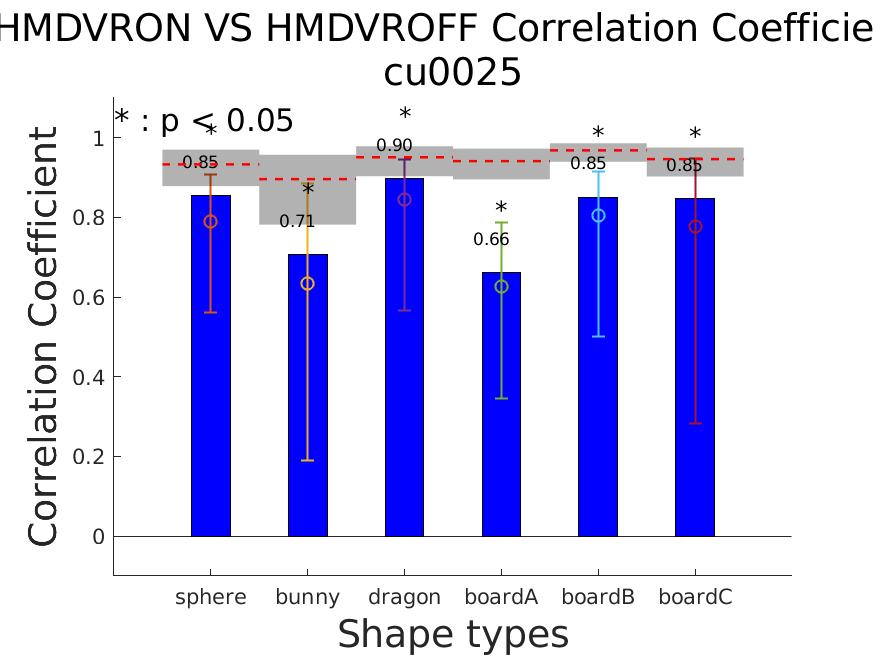 HMDVRON VS HMDVROFF Correlation Coefficie
cu0025
* : p < 0.05
* * * * * *
0.85 0.71 0.90 0.66 0.85 0.85
Correlation Coefficient
1
0.8
0.6
0.4
0.2
0
sphere bunny dragon boardA boardB boardC
Shape types